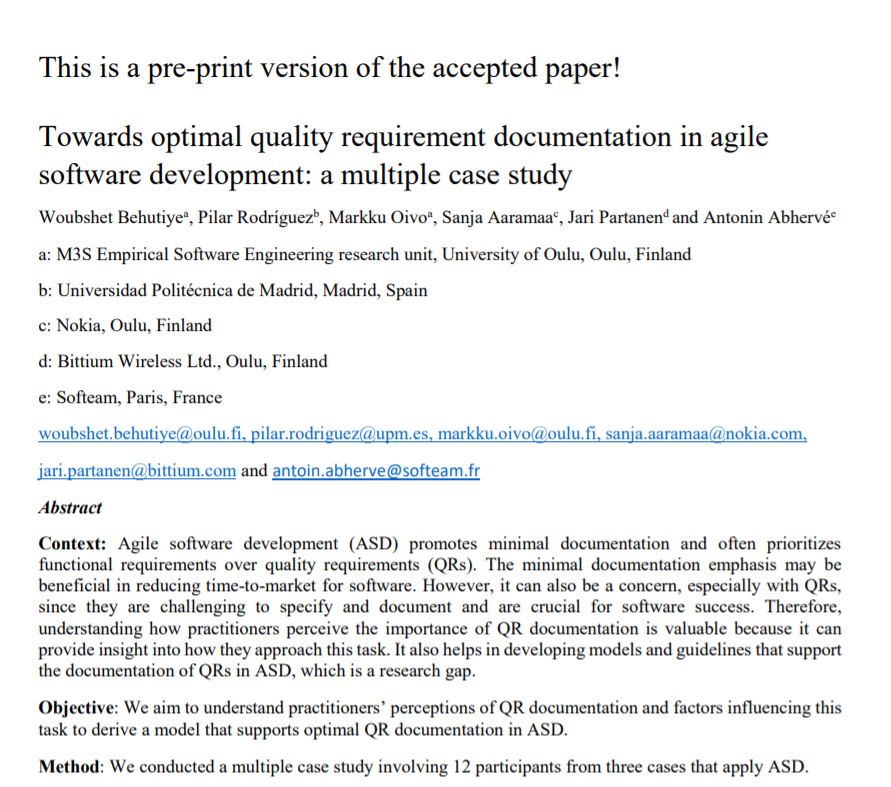 This is a pre-print version of the accepted paper!
Towards optimal quality requirement documentation in agile
software development: a multiple case study
Woubshet Behutiyeᵃ, Pilar Rodríguezᵇ, Markku Oivoᵃ, Sanja Aaramaaᶜ, Jari Partanenᵈ and Antonin Abhervéᵉ
a: M3S Empirical Software Engineering research unit, University of Oulu, Oulu, Finland
b: Universidad Politécnica de Madrid, Madrid, Spain
c: Nokia, Oulu, Finland
d: Bittium Wireless Ltd., Oulu, Finland
e: Softeam, Paris, France
woubshet.behutiye@oulu.fi, pilar.rodriguez@upm.es, markku.oivo@oulu.fi, sanja.aaramaa@nokia.com,
jari.partanen@bittium.com and antoin.abherve@softeam.fr
Abstract
Context: Agile software development (ASD) promotes minimal documentation and often prioritizes
functional requirements over quality requirements (QRs). The minimal documentation emphasis may be
beneficial in reducing time-to-market for software. However, it can also be a concern, especially with QRs,
since they are challenging to specify and document and are crucial for software success. Therefore,
understanding how practitioners perceive the importance of QR documentation is valuable because it can
provide insight into how they approach this task. It also helps in developing models and guidelines that support
the documentation of QRs in ASD, which is a research gap.
Objective: We aim to understand practitioners’ perceptions of QR documentation and factors influencing this
task to derive a model that supports optimal QR documentation in ASD.
Method: We conducted a multiple case study involving 12 participants from three cases that apply ASD.